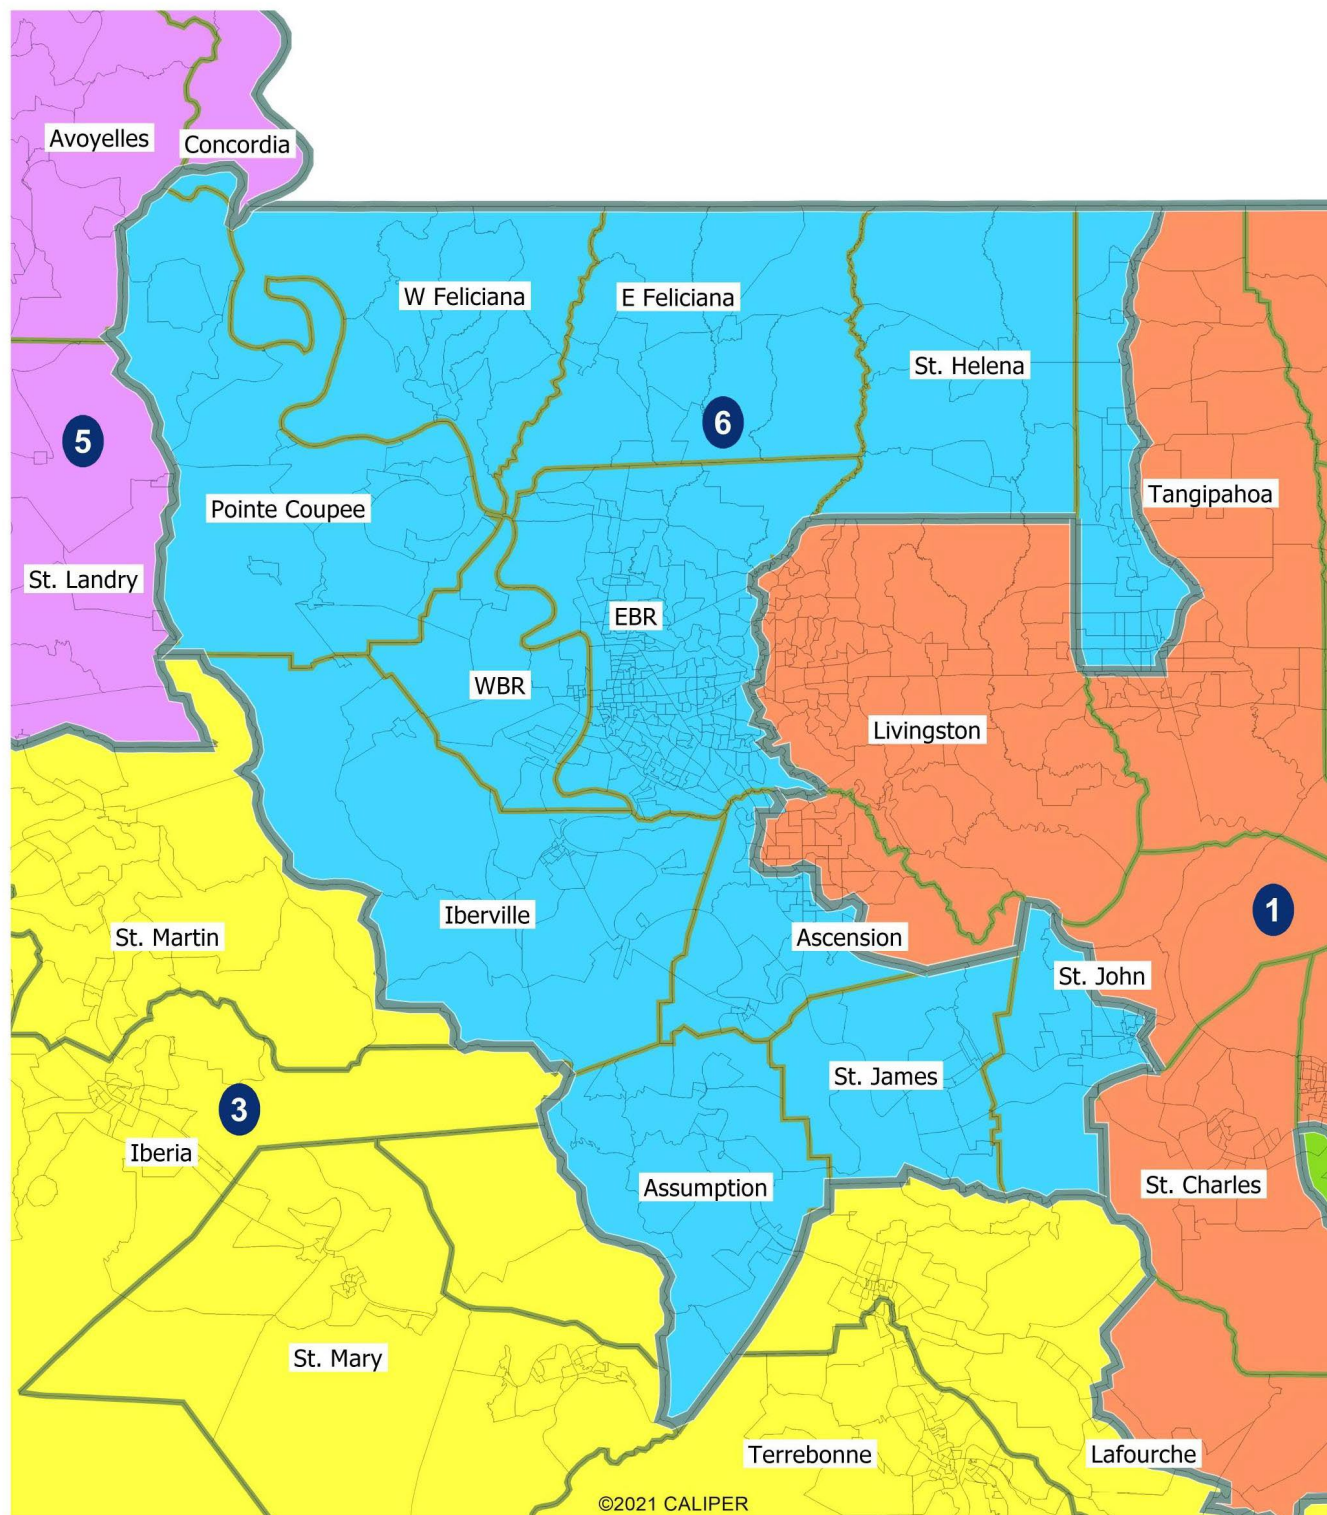 Avoyelles
Concordia
W Feliciana
E Feliciana
St. Helena
6
5
Tangipahoa
Pointe Coupee
St. Landry
EBR
WBR
Livingston
Iberville
1
St. Martin
Ascension
St. John
St. James
3
Iberia
St. Charles
Assumption
St. Mary
Terrebonne
Lafourche
©2021 CALIPER